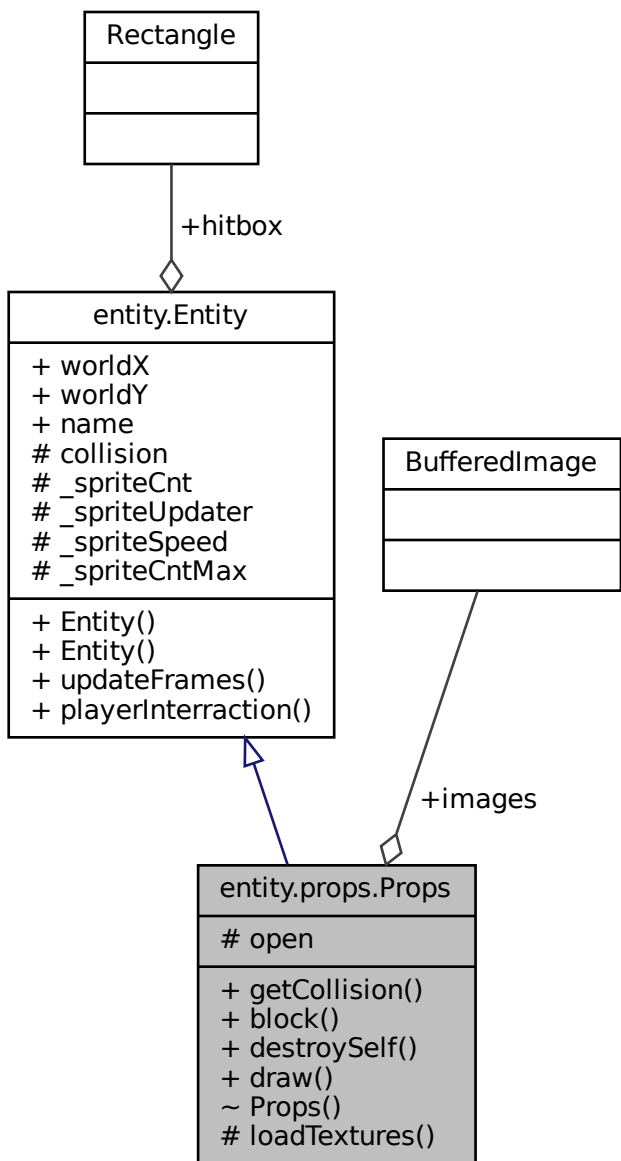 Rectangle
+hitbox
entity.Entity
+ worldX
+ worldY
+ name
# collision
# _spriteCnt
# _spriteUpdater
# _spriteSpeed
# _spriteCntMax
+ Entity()
+ Entity()
+ updateFrames()
+ playerInterraction()
BufferedImage
+images
entity.props.Props
# open
+ getCollision()
+ block()
+ destroySelf()
+ draw()
~ Props()
# loadTextures()